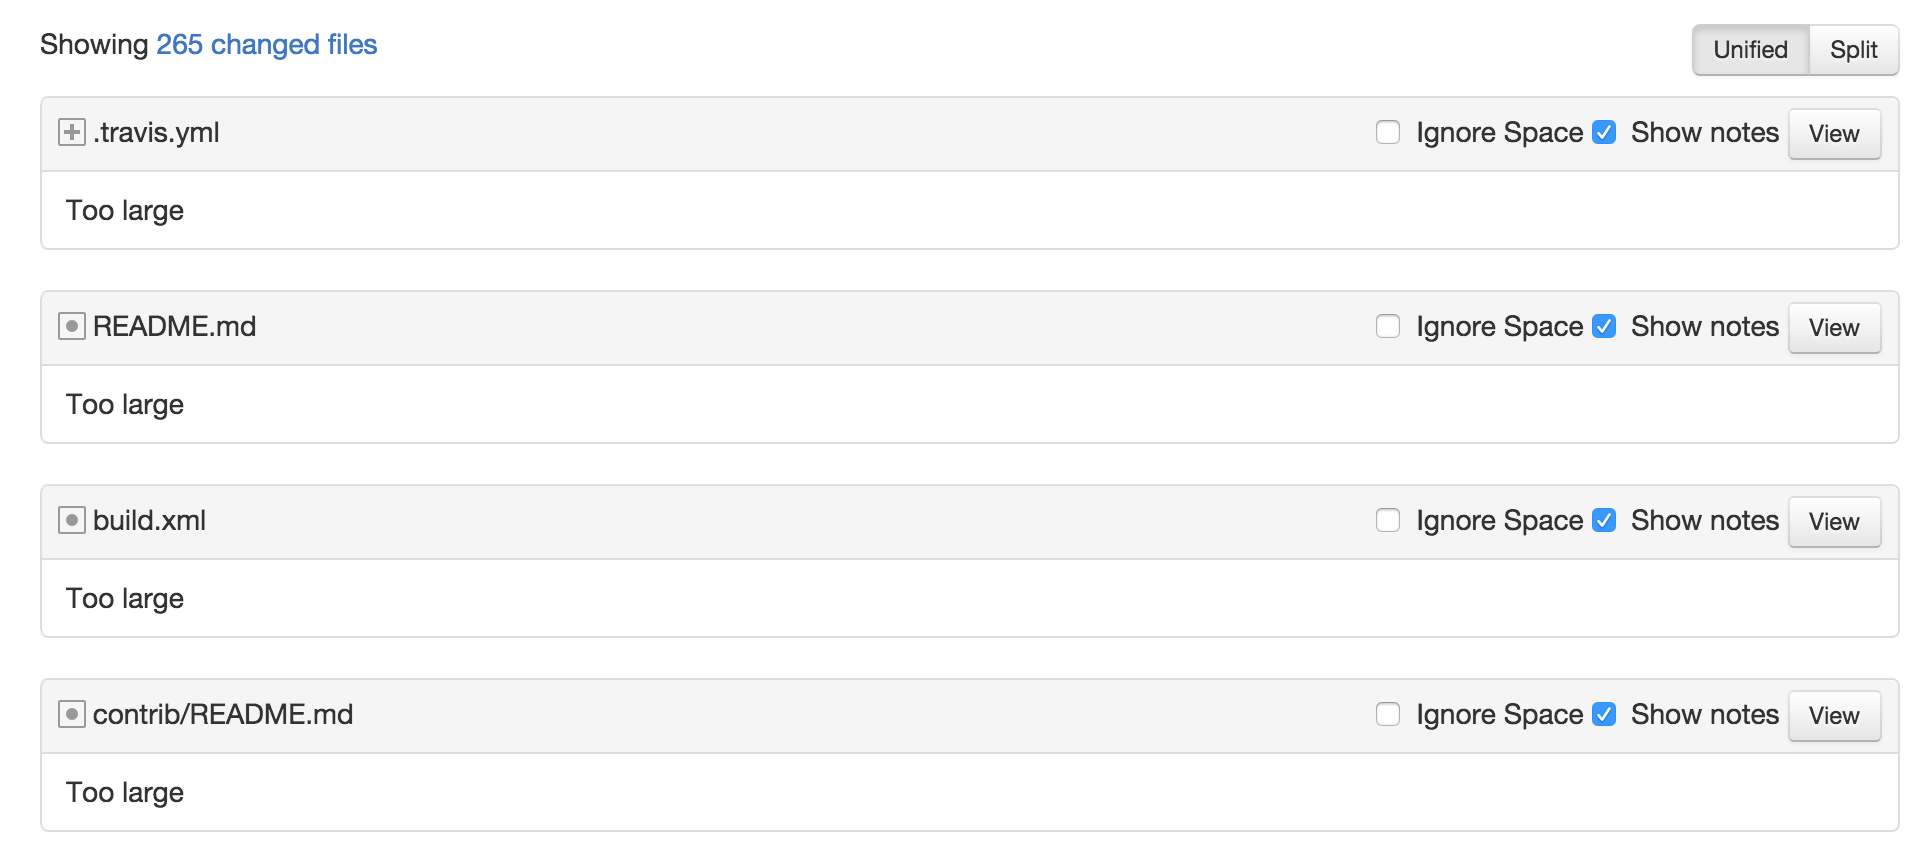 Showing 265 changed files
Unified Split
.travis.yml Ignore Space Show notes View
Too large
README.md Ignore Space Show notes View
Too large
build.xml Ignore Space Show notes View
Too large
contrib/README.md Ignore Space Show notes View
Too large